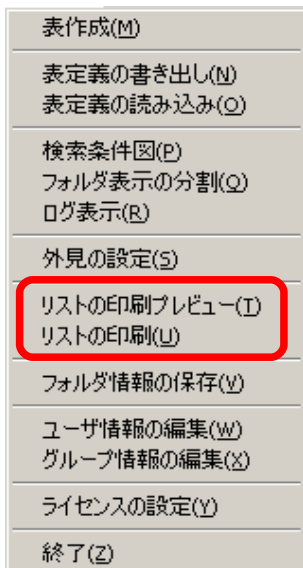 表作成(M)
表定義の書き出し(N)
表定義の読み込み(O)
検索条件図(P)
フォルダ表示の分割(Q)
ログ表示(R)
外見の設定(S)
リストの印刷プレビュー(T)
リストの印刷(U)
フォルダ情報の保存(V)
ユーザ情報の編集(W)
グループ情報の編集(X)
ライセンスの設定(Y)
終了(Z)